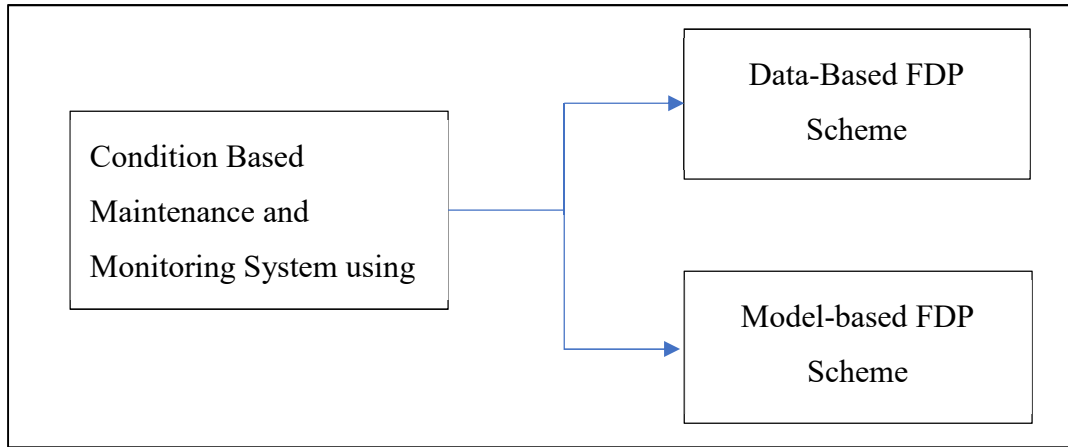 Condition Based
Maintenance and
Monitoring System using
Data-Based FDP
Scheme
Model-based FDP
Scheme